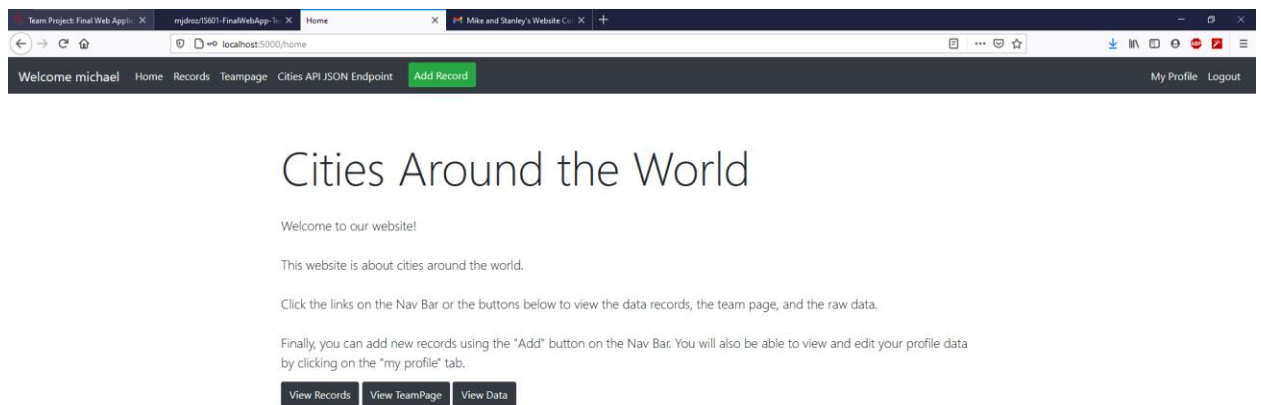 Team Project: Final Web Applic
mjdroz/IS601-FinalWebApp-Te
Home
Mike and Stanley's Website Co
localhost:5000/home
Welcome michael Home Records Teampage Cities API JSON Endpoint Add Record My Profile Logout
Cities Around the World
Welcome to our website!
This website is about cities around the world.
Click the links on the Nav Bar or the buttons below to view the data records, the team page, and the raw data.
Finally, you can add new records using the "Add" button on the Nav Bar. You will also be able to view and edit your profile data
by clicking on the "my profile" tab.
View Records View TeamPage View Data